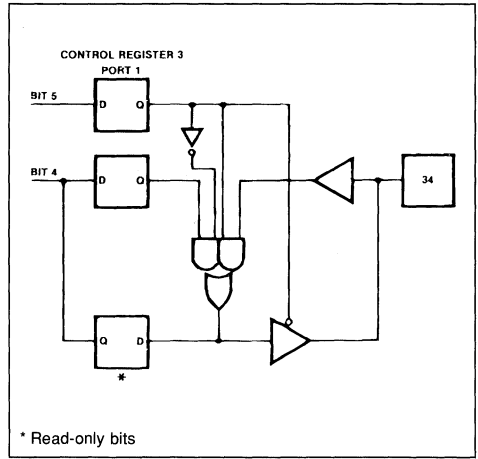 CONTROL REGISTER 3
PORT 1
BIT 5
D Q
BIT 4
D Q
34
Q D
*
* Read-only bits